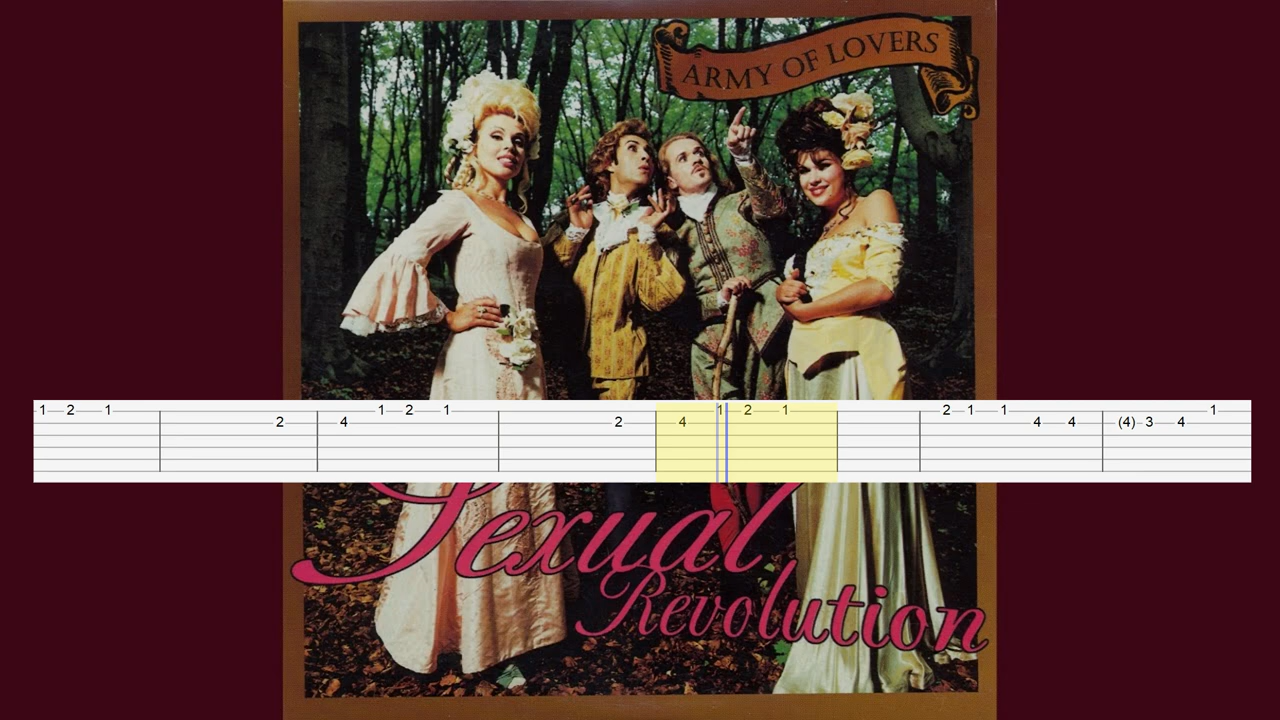 ARMY OF LOVERS
1 2 1 1 2 1 1 2 1 2 1 1 1
2 4 2 4 4 4 (4) 3 4
Sexual
Revolution